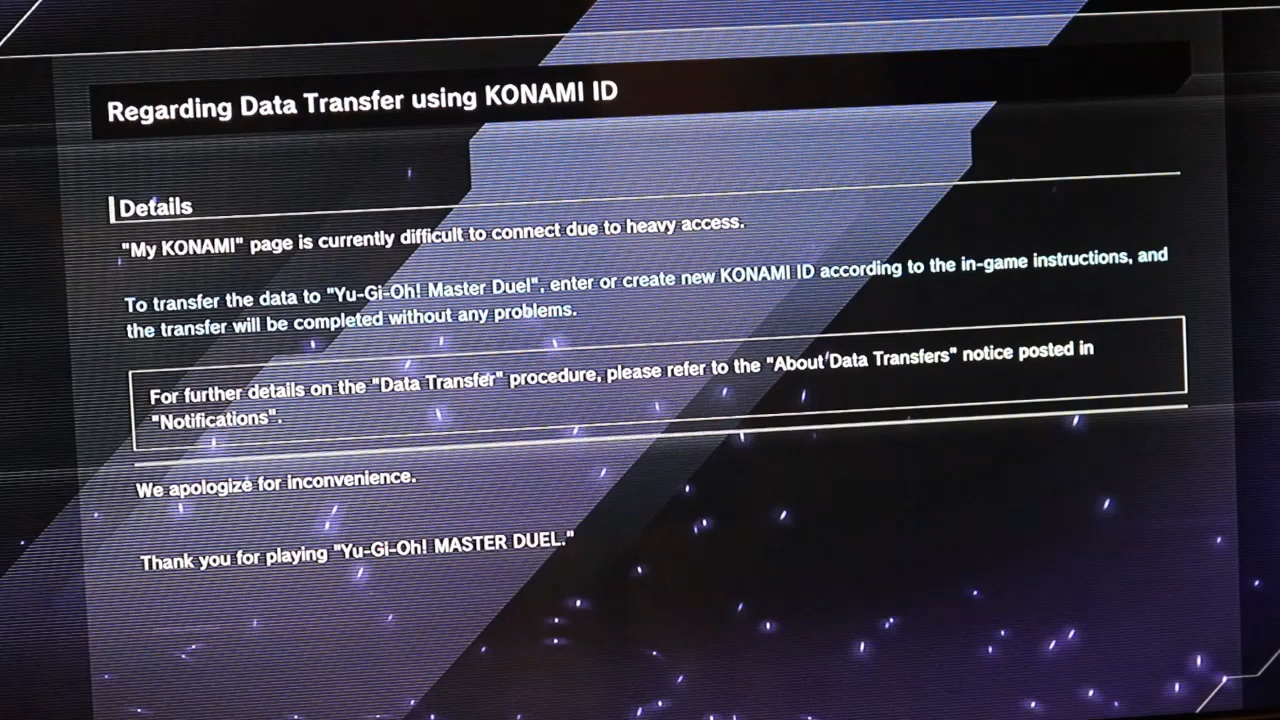 Regarding Data Transfer using KONAMI ID
Details
"My KONAMI" page is currently difficult to connect due to heavy access.
To transfer the data to "Yu-Gi-Oh! Master Duel", enter or create new KONAMI ID according to the in-game instructions, and
the transfer will be completed without any problems.
For further details on the "Data Transfer" procedure, please refer to the "About Data Transfers" notice posted in
"Notifications".
We apologize for inconvenience.
Thank you for playing "Yu-Gi-Oh! MASTER DUEL."